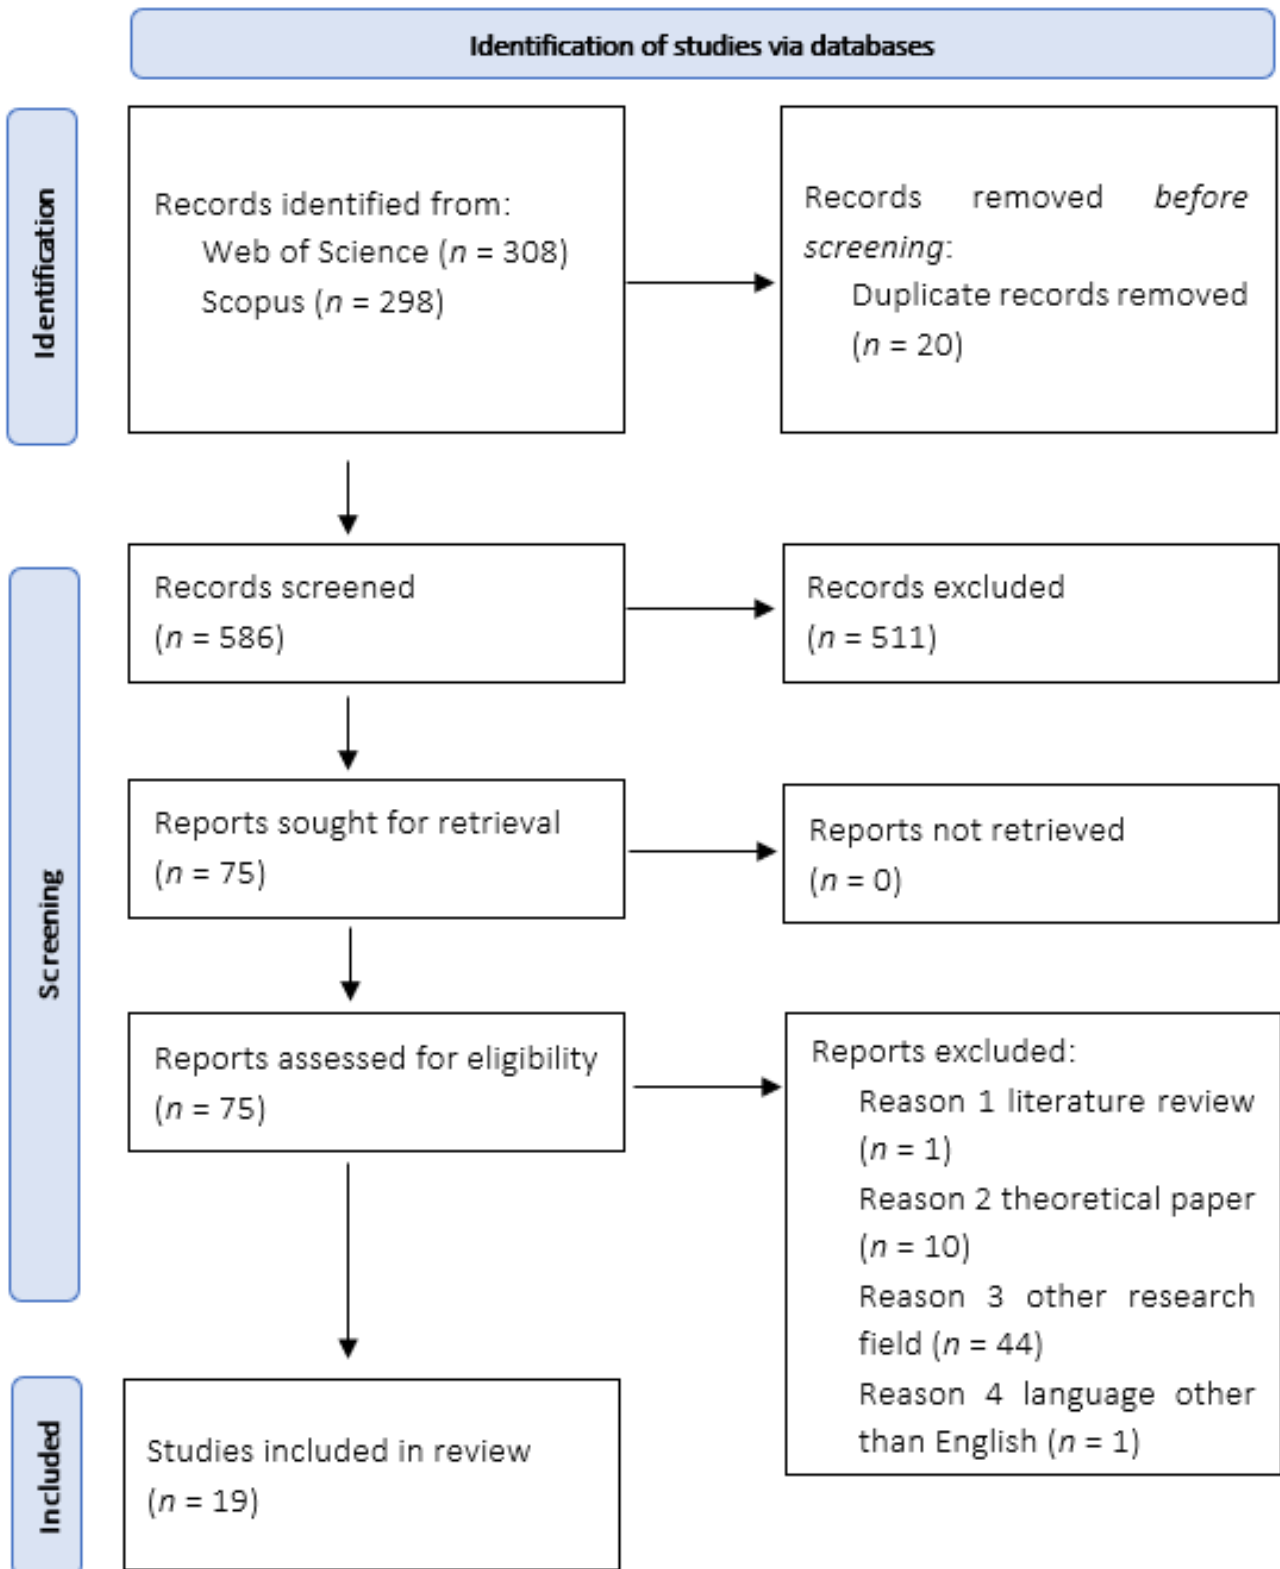 Identification of studies via databases
Identification
Records identified from:
Web of Science (n = 308)
Scopus (n = 298)
Records removed before
screening:
Duplicate records removed
(n = 20)
Screening
Records screened
(n = 586)
Records excluded
(n = 511)
Reports sought for retrieval
(n = 75)
Reports not retrieved
(n = 0)
Reports assessed for eligibility
(n = 75)
Reports excluded:
Reason 1 literature review
(n = 1)
Reason 2 theoretical paper
(n = 10)
Reason 3 other research
field (n = 44)
Reason 4 language other
than English (n = 1)
Included
Studies included in review
(n = 19)